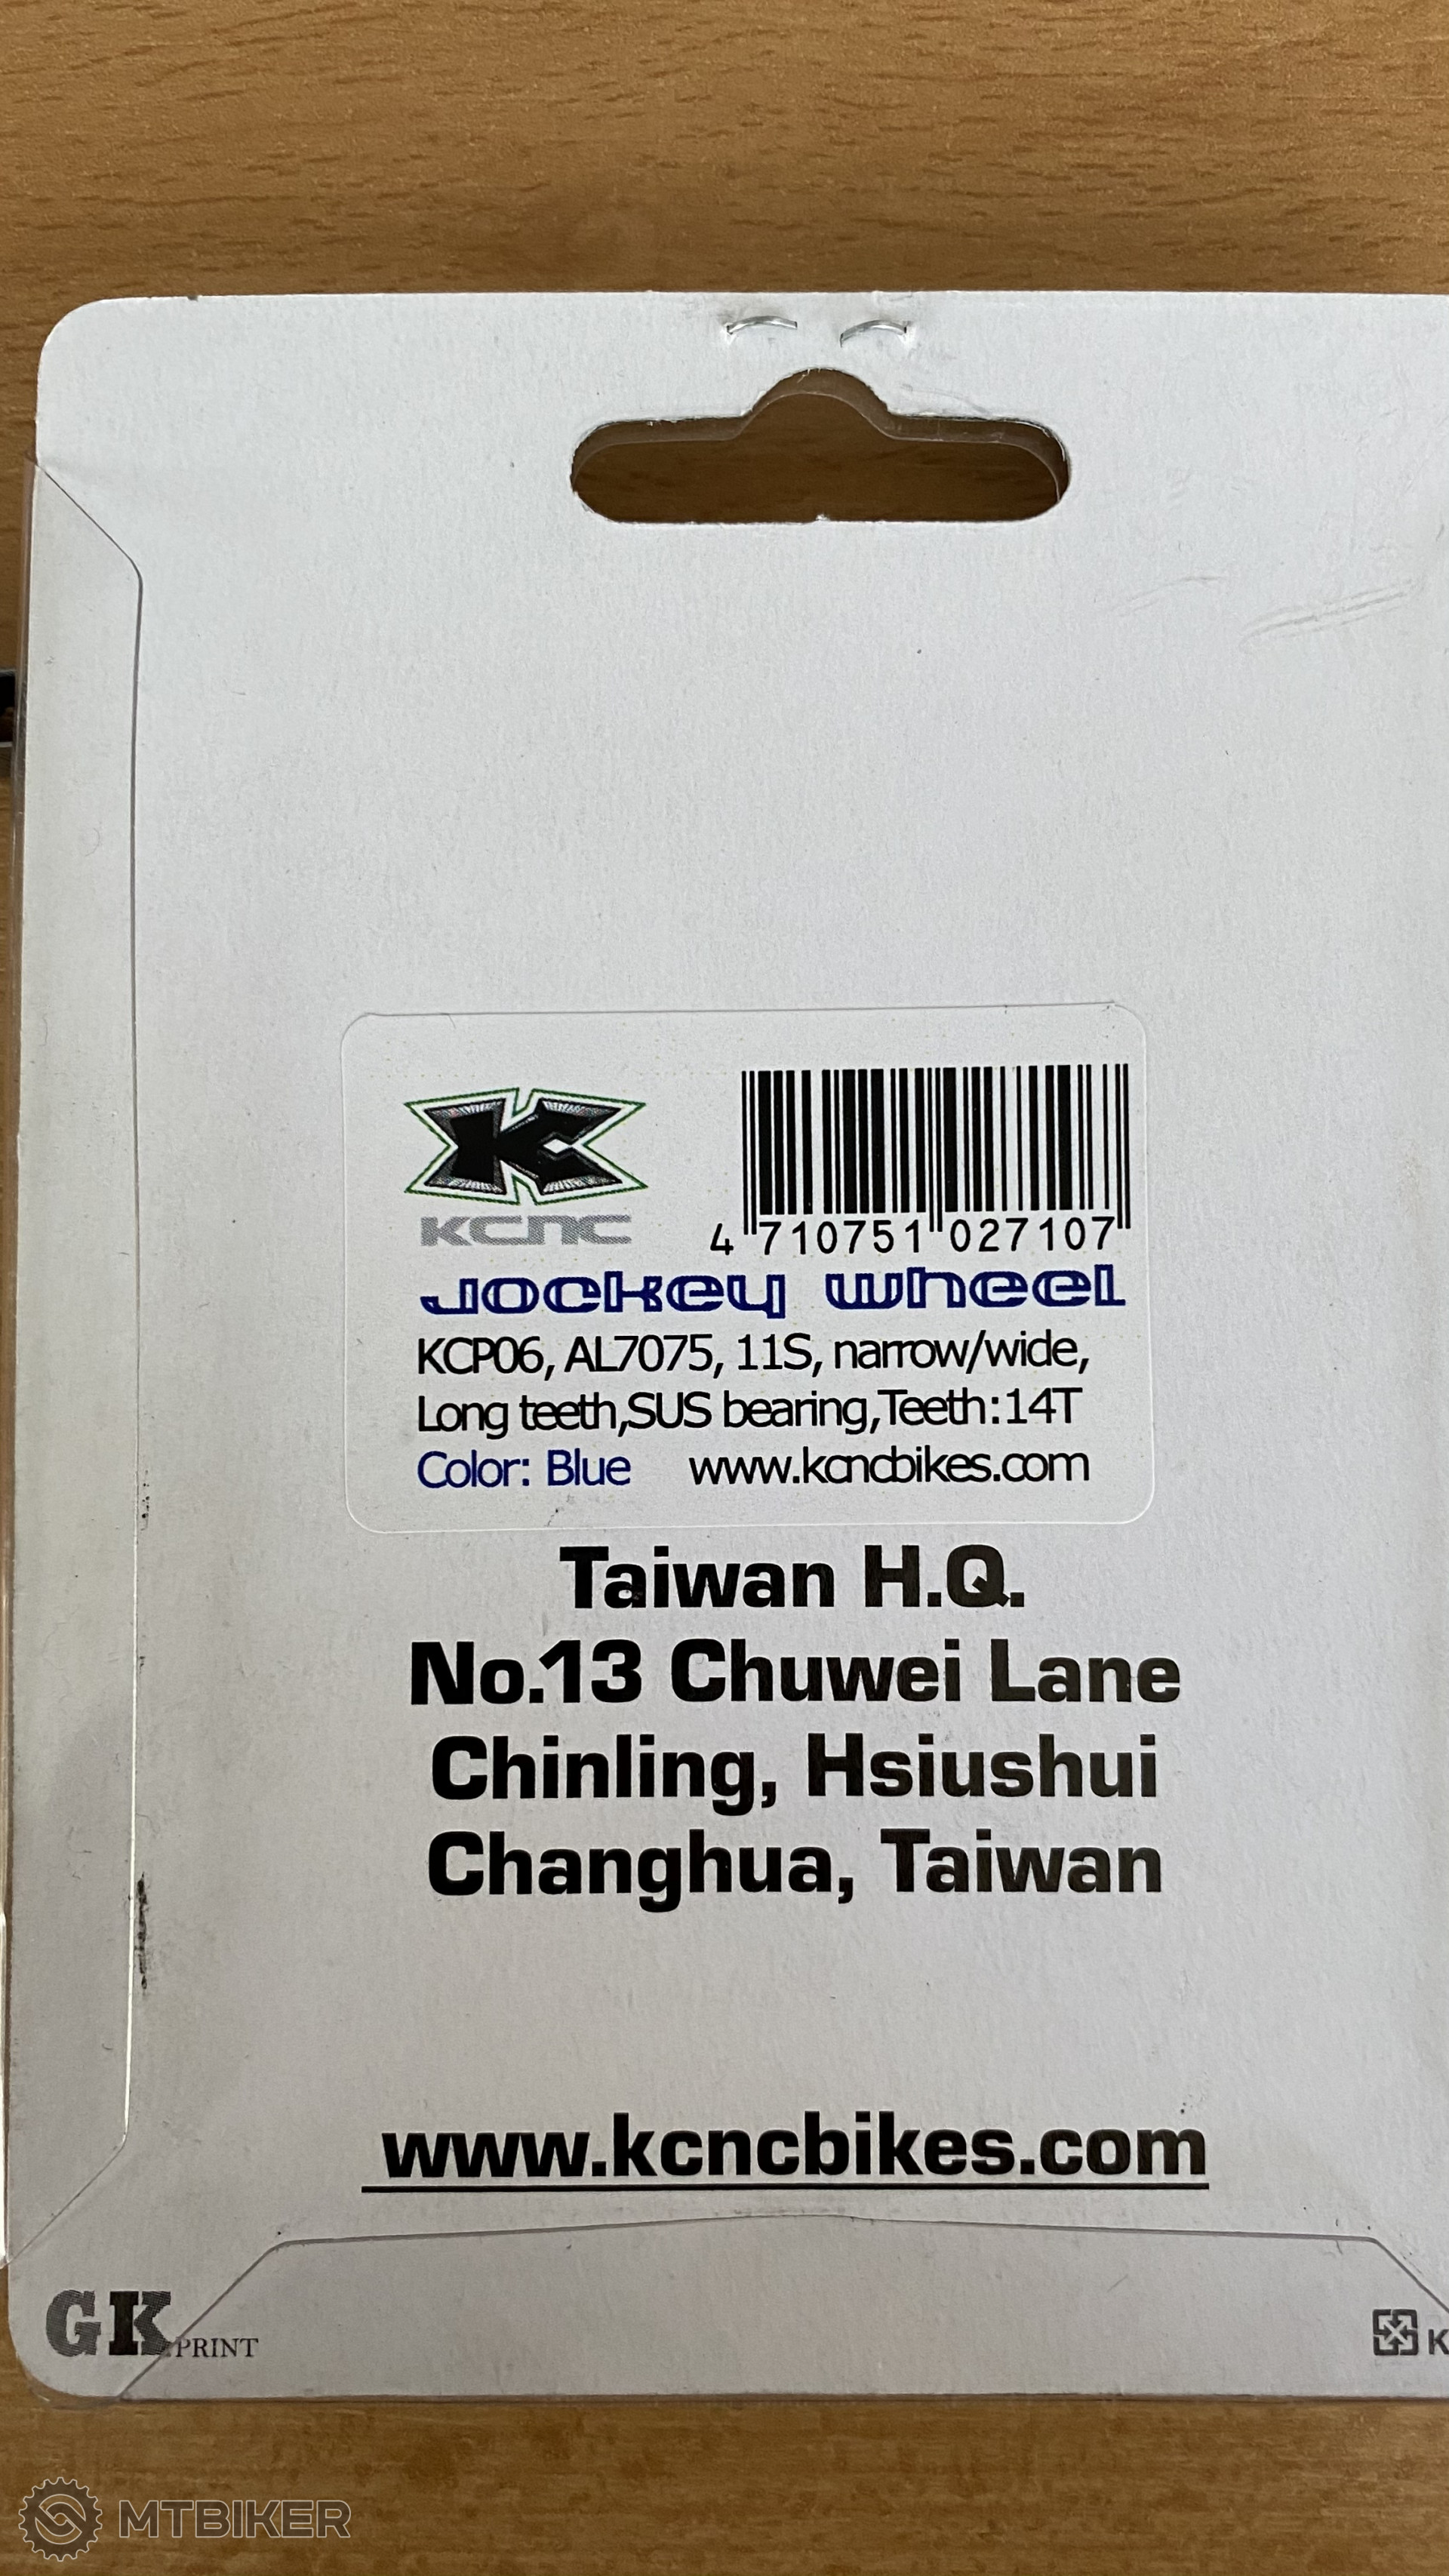 KCNC
4 710751 027107
Jockey wheel
KCP06, AL7075, 11S, narrow/wide,
Long teeth,SUS bearing,Teeth:14T
Color: Blue www.kcncbikes.com
Taiwan H.Q.
No.13 Chuwei Lane
Chinling, Hsiushui
Changhua, Taiwan
www.kcncbikes.com
GK PRINT
K
MTBIKER